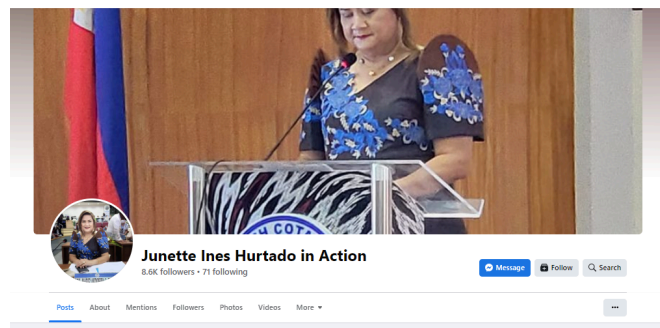 H COTA
Junette Ines Hurtado in Action
8.6K followers • 71 following
Message Follow Search
Posts About Mentions Followers Photos Videos More